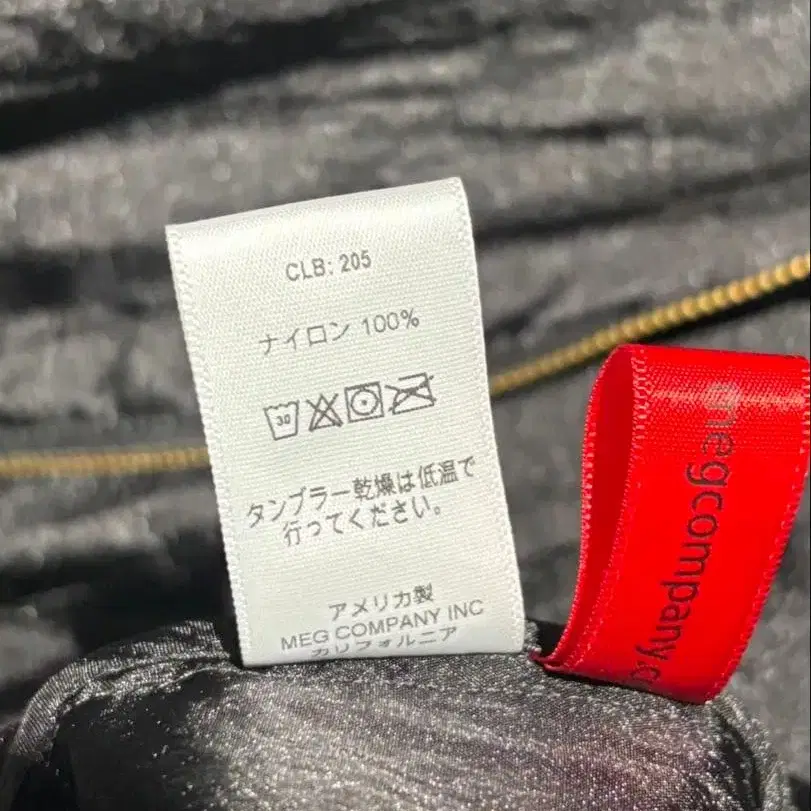 CLB: 205
ナイロン 100%
30
タンブラー乾燥は低温で
行ってください。
アメリカ製
MEG COMPANY INC
カリフォルニア
megcompany.c